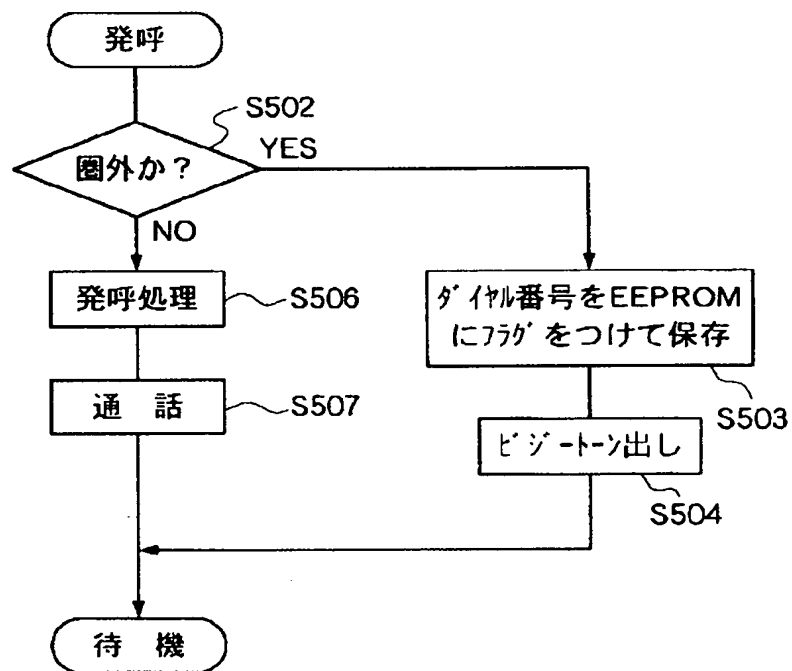 発呼
S502
圏外か？
YES
NO
発呼処理
S506
ﾀﾞｲﾔﾙ番号をEEPROM
にﾌﾗｸﾞをつけて保存
S503
通　話
S507
ﾋﾞｼﾞｰﾄｰﾝ出し
S504
待　機